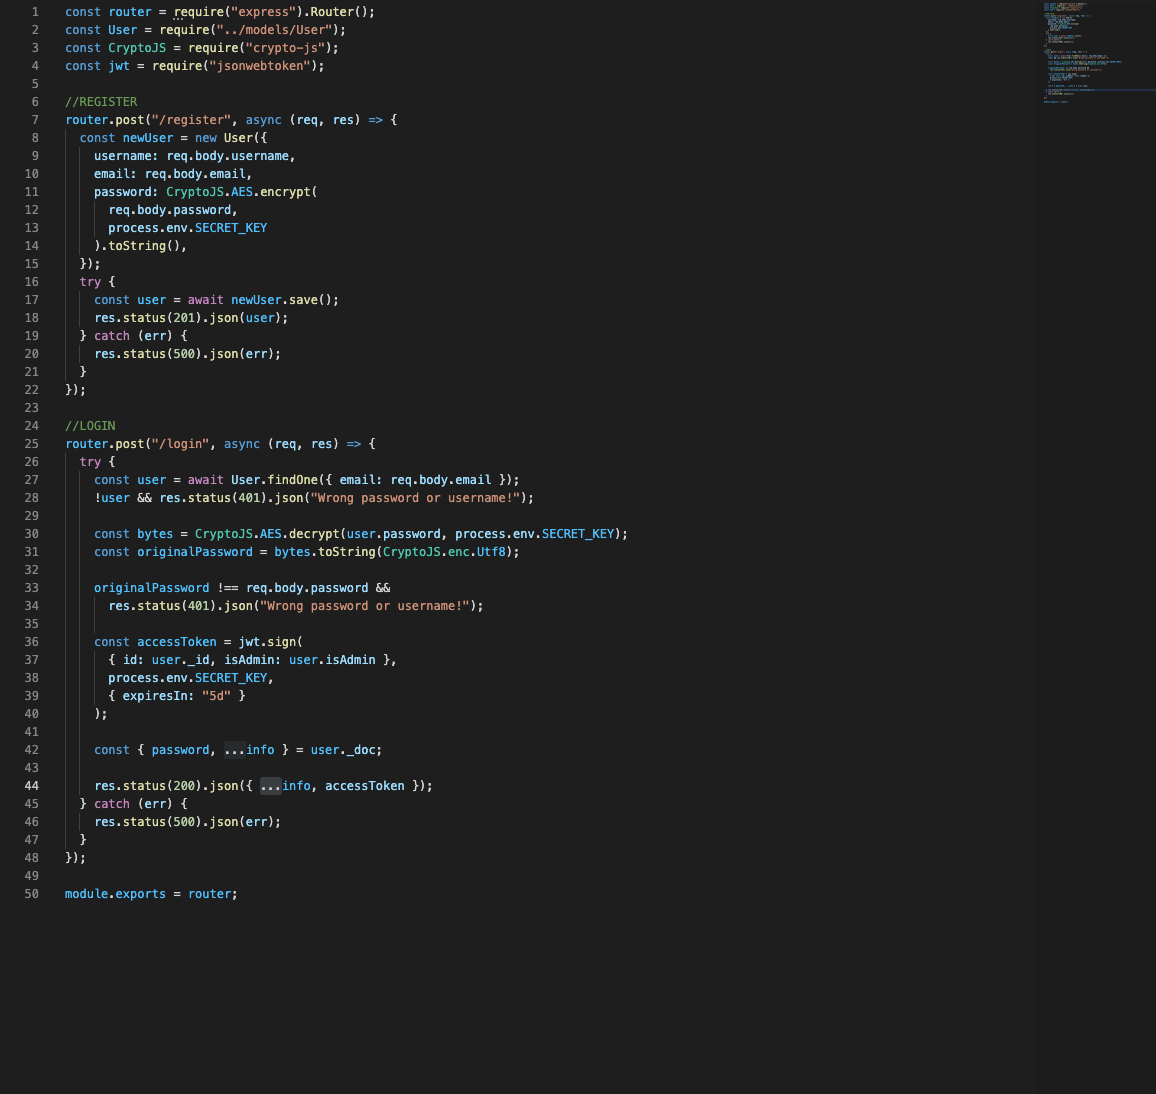 1 const router = require("express").Router();
2 const User = require("../models/User");
3 const CryptoJS = require("crypto-js");
4 const jwt = require("jsonwebtoken");
5
6 //REGISTER
7 router.post("/register", async (req, res) => {
8   const newUser = new User({
9     username: req.body.username,
10     email: req.body.email,
11     password: CryptoJS.AES.encrypt(
12       req.body.password,
13       process.env.SECRET_KEY
14     ).toString(),
15   });
16   try {
17     const user = await newUser.save();
18     res.status(201).json(user);
19   } catch (err) {
20     res.status(500).json(err);
21   }
22 });
23
24 //LOGIN
25 router.post("/login", async (req, res) => {
26   try {
27     const user = await User.findOne({ email: req.body.email });
28     !user && res.status(401).json("Wrong password or username!");
29
30     const bytes = CryptoJS.AES.decrypt(user.password, process.env.SECRET_KEY);
31     const originalPassword = bytes.toString(CryptoJS.enc.Utf8);
32
33     originalPassword !== req.body.password &&
34       res.status(401).json("Wrong password or username!");
35
36     const accessToken = jwt.sign(
37       { id: user._id, isAdmin: user.isAdmin },
38       process.env.SECRET_KEY,
39       { expiresIn: "5d" }
40     );
41
42     const { password, ...info } = user._doc;
43
44     res.status(200).json({ ...info, accessToken });
45   } catch (err) {
46     res.status(500).json(err);
47   }
48 });
49
50 module.exports = router;